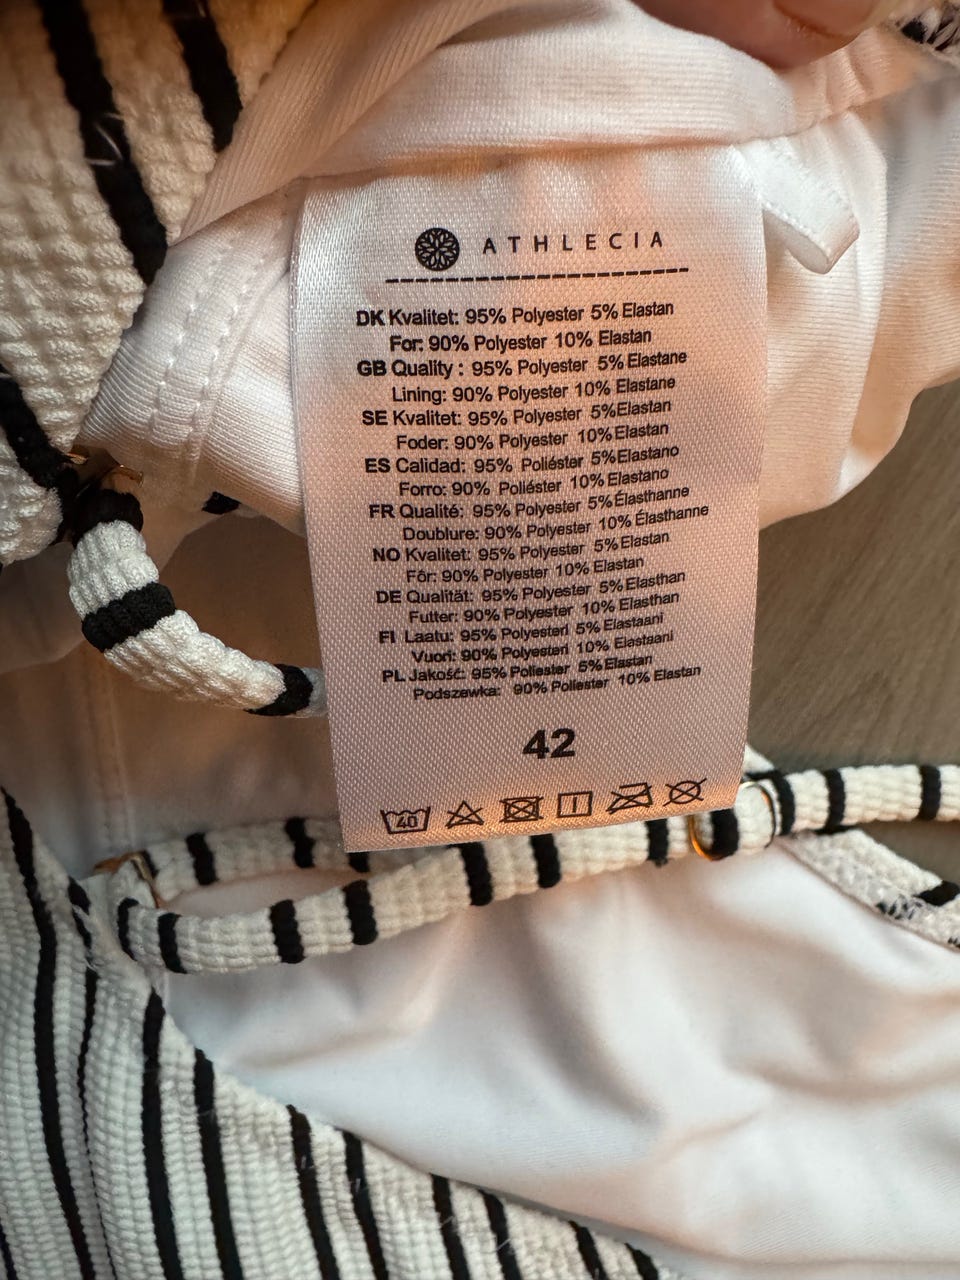 ATHLECIA
DK Kvalitet: 95% Polyester 5% Elastan
For: 90% Polyester 10% Elastan
GB Quality : 95% Polyester 5% Elastane
Lining: 90% Polyester 10% Elastane
SE Kvalitet: 95% Polyester 5%Elastan
Foder: 90% Polyester 10% Elastan
ES Calidad: 95% Poliéster 5%Elastano
Forro: 90% Poliéster 10% Elastano
FR Qualité: 95% Polyester 5%Élasthanne
Doublure: 90% Polyester 10% Élasthanne
NO Kvalitet: 95% Polyester 5% Elastan
Fôr: 90% Polyester 10% Elastan
DE Qualität: 95% Polyester 5% Elasthan
Futter: 90% Polyester 10% Elasthan
FI Laatu: 95% Polyesteri 5% Elastaani
Vuori: 90% Polyesteri 10% Elastaani
PL Jakość: 95% Poliester 5% Elastan
Podszewka: 90% Poliester 10% Elastan
42
40